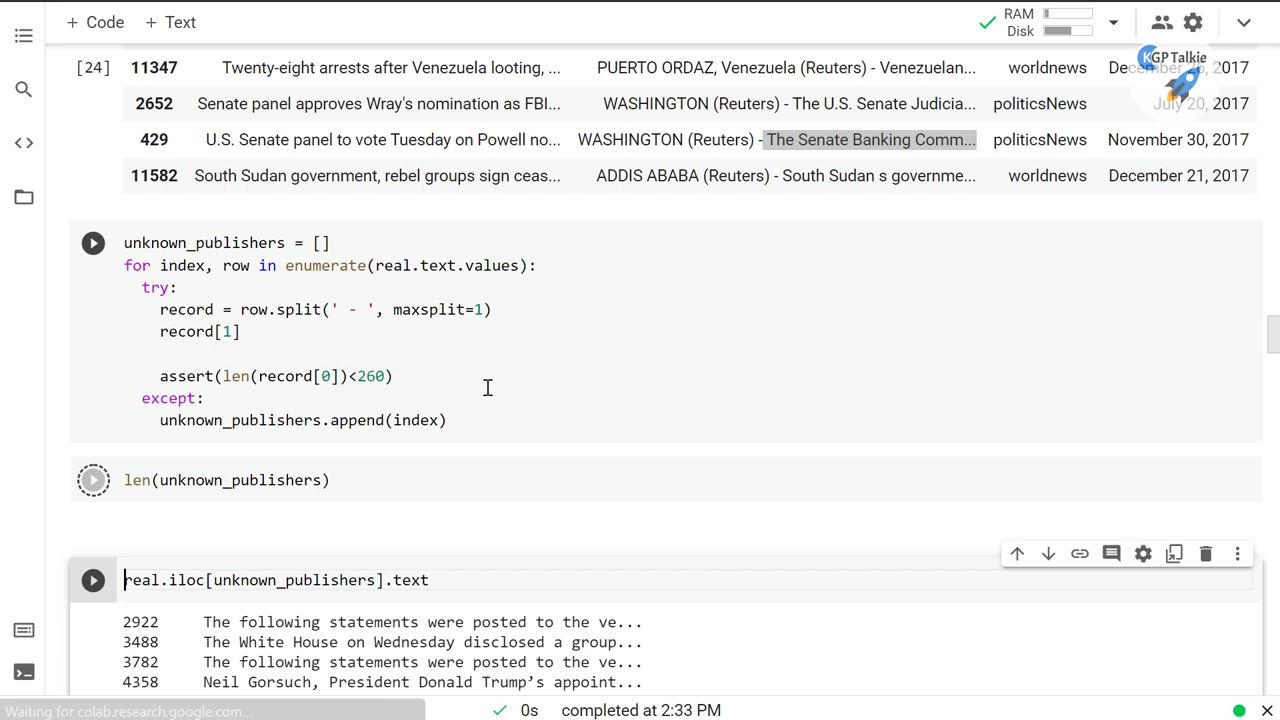 + Code + Text
RAM
Disk
KGP Talkie
[24] 11347 Twenty-eight arrests after Venezuela looting, ... PUERTO ORDAZ, Venezuela (Reuters) - Venezuelan... worldnews December 26, 2017
2652 Senate panel approves Wray's nomination as FBI... WASHINGTON (Reuters) - The U.S. Senate Judicia... politicsNews July 20, 2017
429 U.S. Senate panel to vote Tuesday on Powell no... WASHINGTON (Reuters) - The Senate Banking Comm... politicsNews November 30, 2017
11582 South Sudan government, rebel groups sign ceas... ADDIS ABABA (Reuters) - South Sudan s governme... worldnews December 21, 2017
unknown_publishers = []
for index, row in enumerate(real.text.values):
try:
record = row.split(' - ', maxsplit=1)
record[1]
assert(len(record[0])<260)
except:
unknown_publishers.append(index)
len(unknown_publishers)
real.iloc[unknown_publishers].text
2922 The following statements were posted to the ve...
3488 The White House on Wednesday disclosed a group...
3782 The following statements were posted to the ve...
4358 Neil Gorsuch, President Donald Trump’s appoint...
Waiting for colab.research.google.com...
0s completed at 2:33 PM